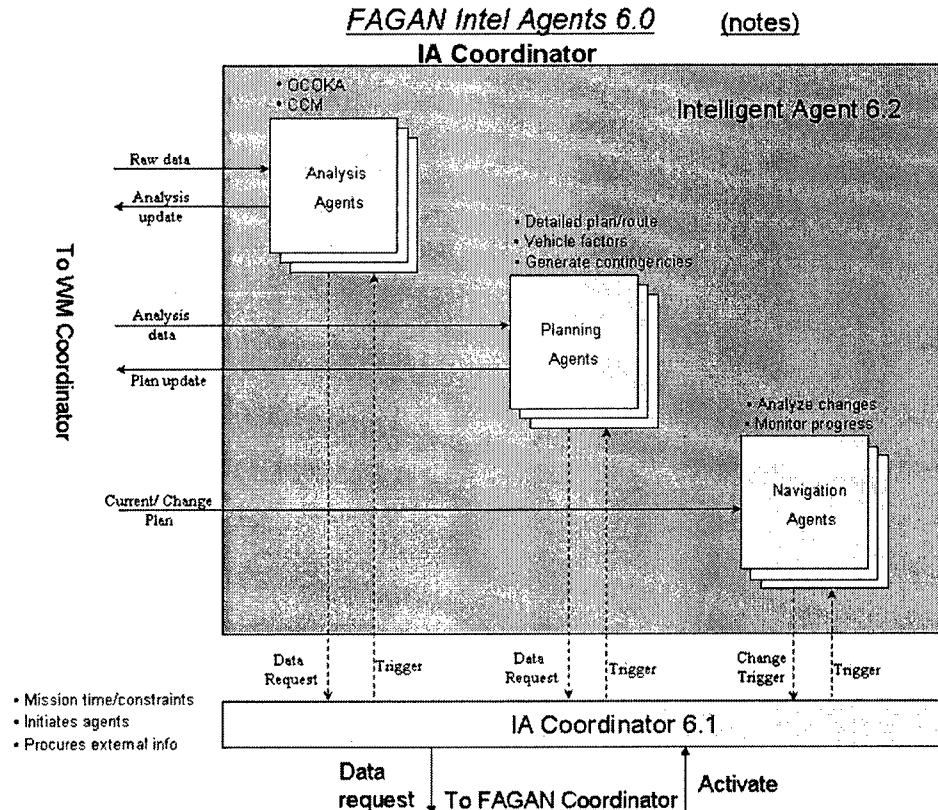 FAGAN Intel Agents 6.0 (notes)
IA Coordinator
• OCOKA
• CCM
Intelligent Agent 6.2
Raw data
Analysis
update
Analysis
Agents
• Detailed plan/route
• Vehicle factors
• Generate contingencies
To WM Coordinator
Analysis
data
Plan update
Planning
Agents
• Analyze changes
• Monitor progress
Current/ Change
Plan
Navigation
Agents
Data
Request
Trigger
Data
Request
Trigger
Change
Trigger
Trigger
• Mission time/constraints
• Initiates agents
• Procures external info
IA Coordinator 6.1
Data
request
To FAGAN Coordinator
Activate